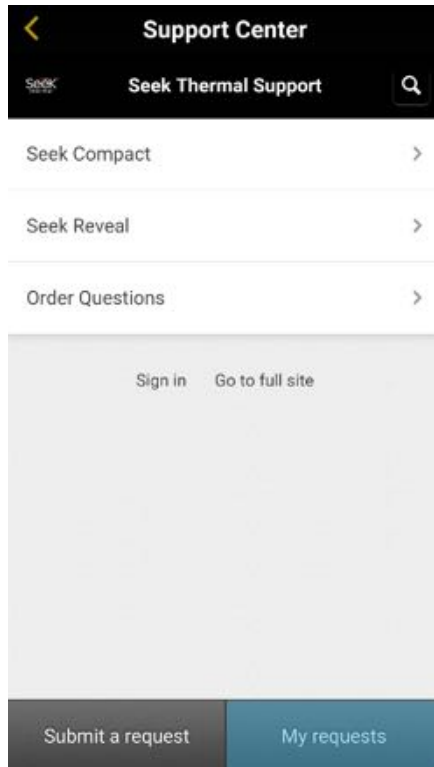 Support Center
Seek Seek Thermal Support
Seek Compact
Seek Reveal
Order Questions
Sign in Go to full site
Submit a request My requests